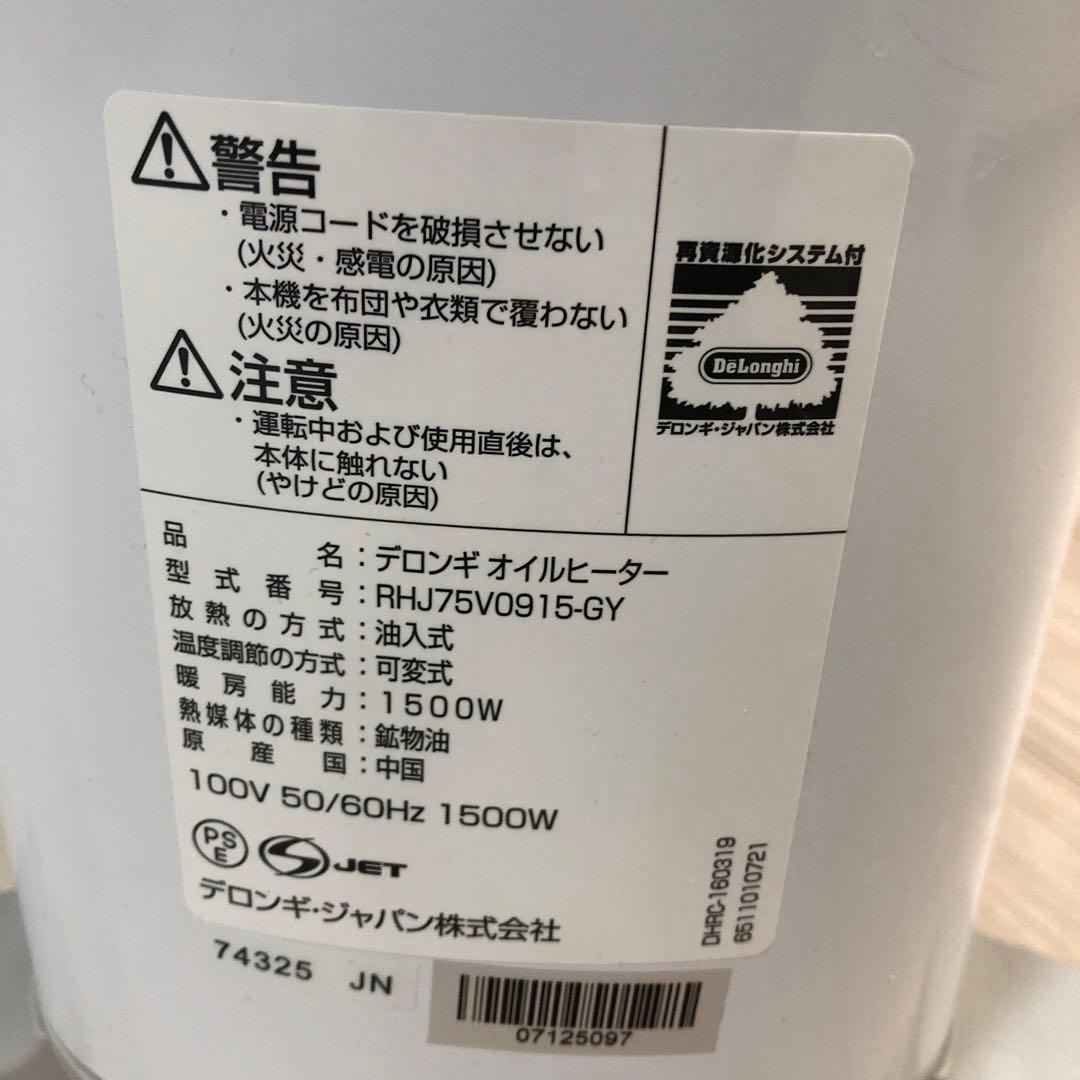 警告
・電源コードを破損させない
(火災・感電の原因)
・本機を布団や衣類で覆わない
(火災の原因)
注意
・運転中および使用直後は、
本体に触れない
(やけどの原因)
再資源化システム付
DeLonghi
デロンギ・ジャパン株式会社
品名：デロンギ オイルヒーター
型式番号：RHJ75V0915-GY
放熱の方式：油入式
温度調節の方式：可変式
暖房能力：1500W
熱媒体の種類：鉱物油
原産国：中国
100V 50/60Hz 1500W
PSE JET
デロンギ・ジャパン株式会社
DHRC-160319
6511010721
74325 JN
07125097